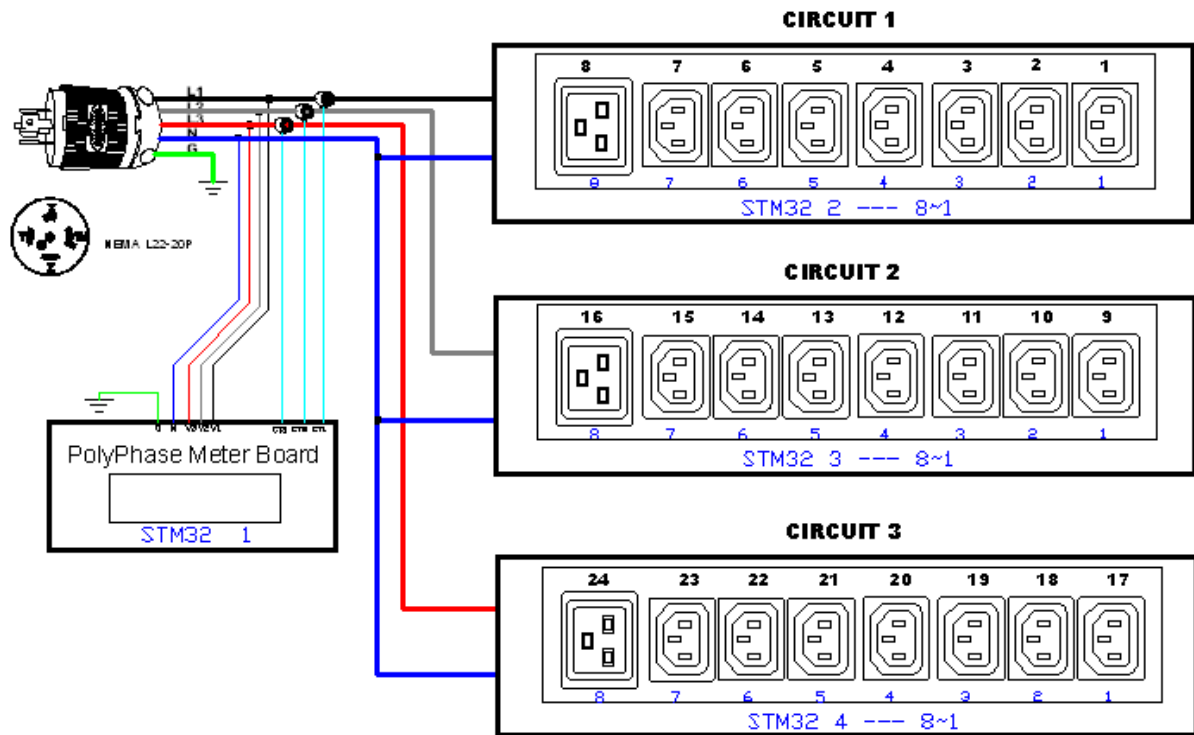 CIRCUIT 1
8 7 6 5 4 3 2 1
8 7 6 5 4 3 2 1
STM32 2 --- 8~1
L1
L2
L3
N
G
NEMA L22-20P
CIRCUIT 2
16 15 14 13 12 11 10 9
8 7 6 5 4 3 2 1
STM32 3 --- 8~1
G N V3 V2 V1
PolyPhase Meter Board
STM32 1
CIRCUIT 3
24 23 22 21 20 19 18 17
8 7 6 5 4 3 2 1
STM32 4 --- 8~1